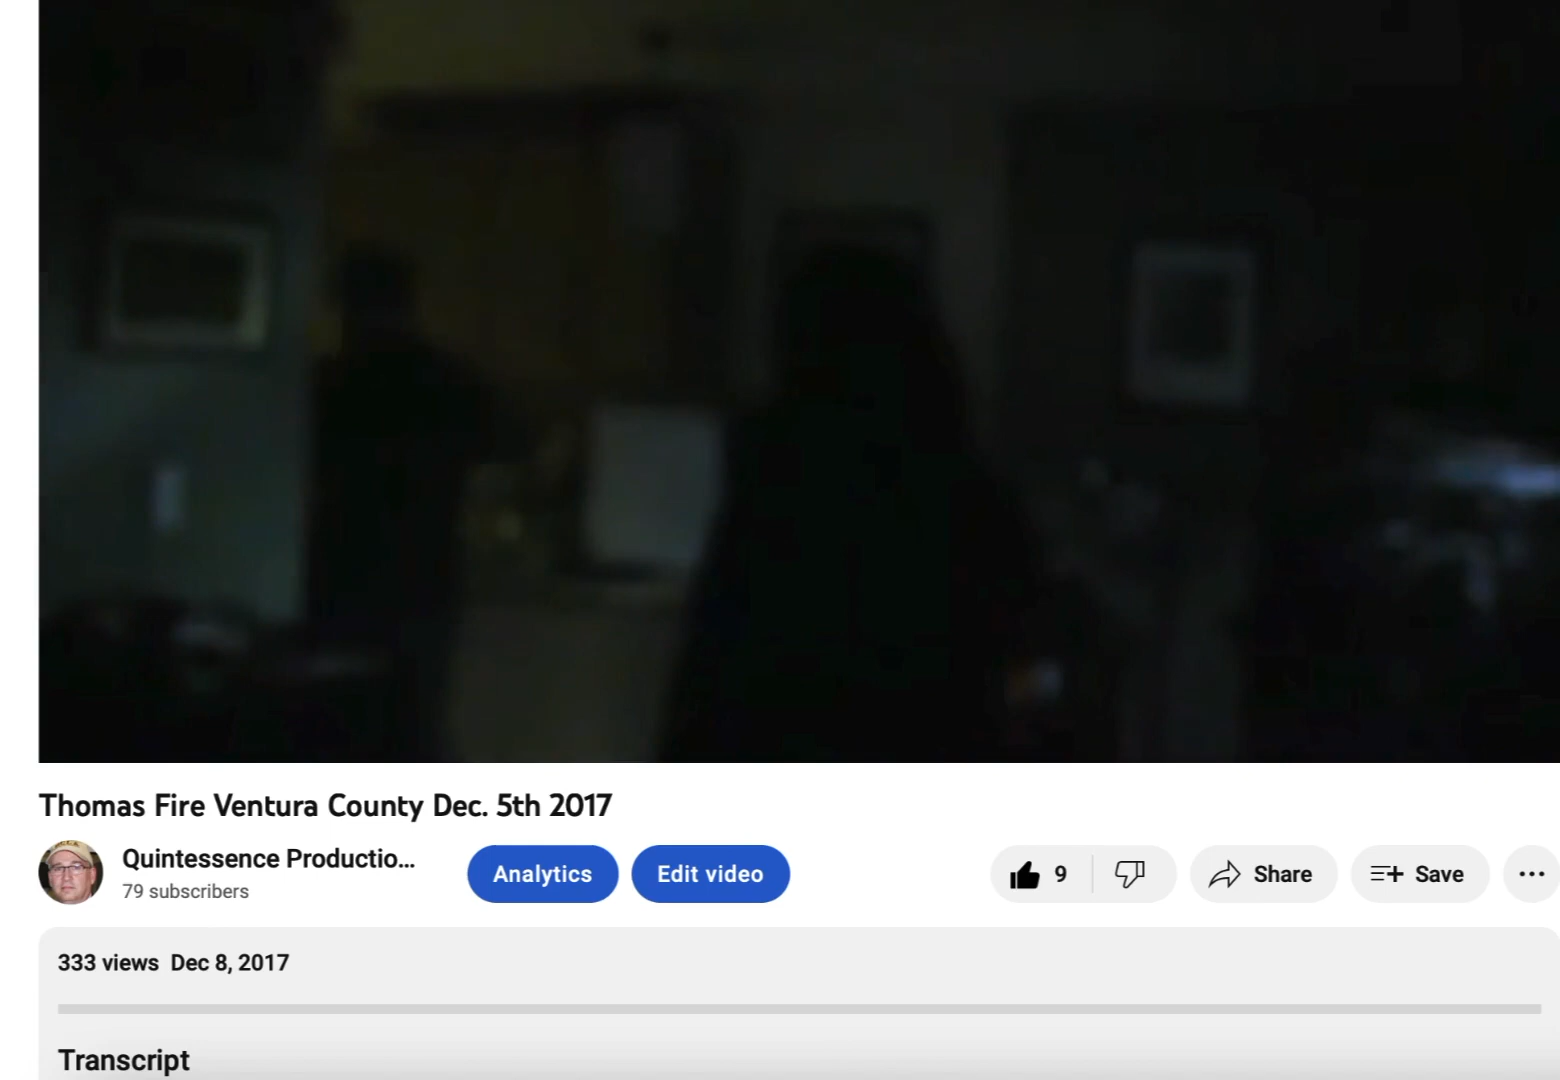 Thomas Fire Ventura County Dec. 5th 2017
Quintessence Productio...
79 subscribers
Analytics
Edit video
9
Share
Save
333 views Dec 8, 2017
Transcript